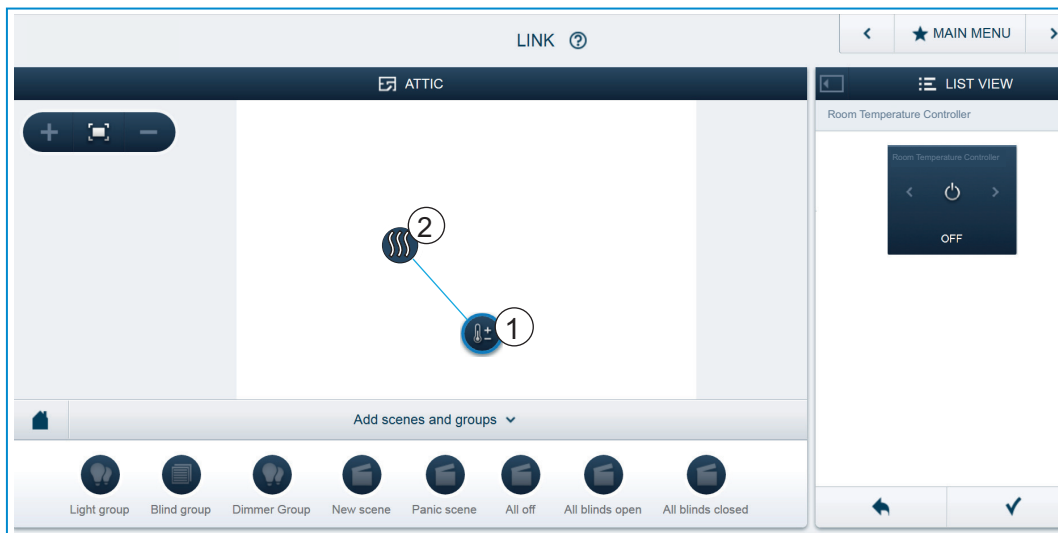 LINK ?
MAIN MENU
ATTIC
LIST VIEW
Room Temperature Controller
Room Temperature Controller
OFF
2
1
Add scenes and groups
Light group
Blind group
Dimmer Group
New scene
Panic scene
All off
All blinds open
All blinds closed